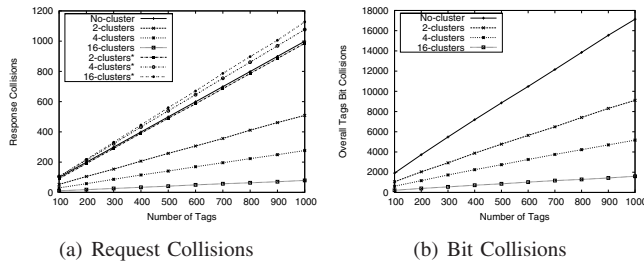 Response Collisions
1200
1000
800
600
400
200
0
No-cluster
2-clusters
4-clusters
16-clusters
2-clusters*
4-clusters*
16-clusters*
100 200 300 400 500 600 700 800 900 1000
Number of Tags
(a) Request Collisions
Overall Tags Bit Collisions
18000
16000
14000
12000
10000
8000
6000
4000
2000
0
No-cluster
2-clusters
4-clusters
16-clusters
100 200 300 400 500 600 700 800 900 1000
Number of Tags
(b) Bit Collisions